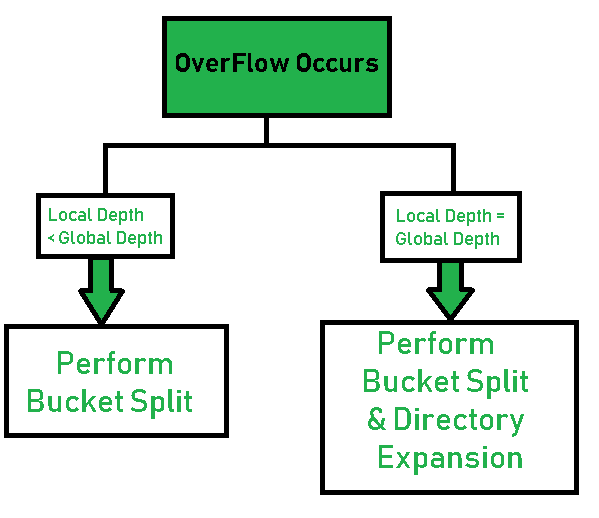 OverFlow Occurs
Local Depth
< Global Depth
Local Depth =
Global Depth
Perform
Bucket Split
Perform
Bucket Split
& Directory
Expansion